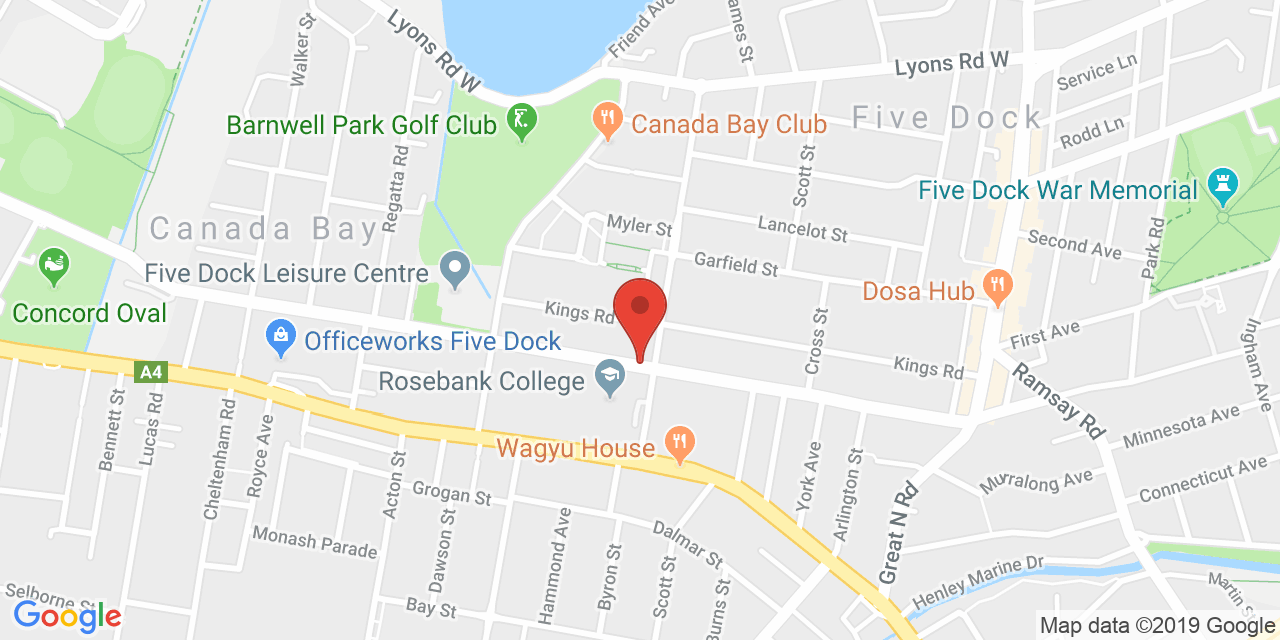 Walker St
Lyons Rd W
Friend Ave
James St
Lyons Rd W
Service Ln
Rodd Ln
Barnwell Park Golf Club
Canada Bay Club
Five Dock
Regatta Rd
Scott St
Five Dock War Memorial
Canada Bay
Myler St
Lancelot St
Second Ave
Park Rd
Five Dock Leisure Centre
Garfield St
Dosa Hub
Concord Oval
Kings Rd
Cross St
First Ave
Ingham Ave
Officeworks Five Dock
Kings Rd
A4
Rosebank College
Ramsay Rd
Bennett St
Lucas Rd
Cheltenham Rd
Royce Ave
Minnesota Ave
Wagyu House
Acton St
Grogan St
York Ave
Arlington St
Murralong Ave
Connecticut Ave
Great N Rd
Monash Parade
Dawson St
Hammond Ave
Byron St
Dalmar St
Scott St
Burns St
Henley Marine Dr
Martin S
Selborne St
Bay St
Google
Map data ©2019 Google